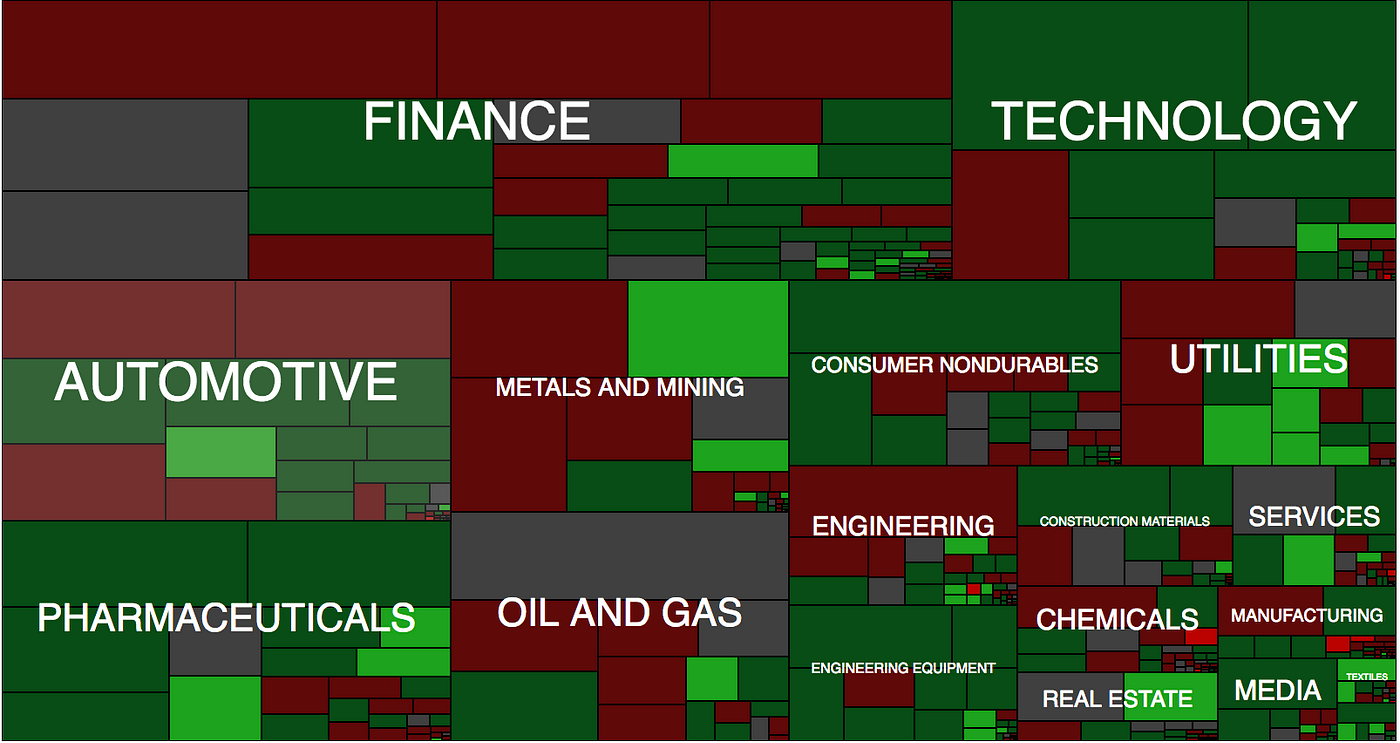 FINANCE
TECHNOLOGY
AUTOMOTIVE
METALS AND MINING
CONSUMER NONDURABLES
UTILITIES
ENGINEERING
CONSTRUCTION MATERIALS
SERVICES
PHARMACEUTICALS
OIL AND GAS
CHEMICALS
MANUFACTURING
ENGINEERING EQUIPMENT
REAL ESTATE
MEDIA
TEXTILES